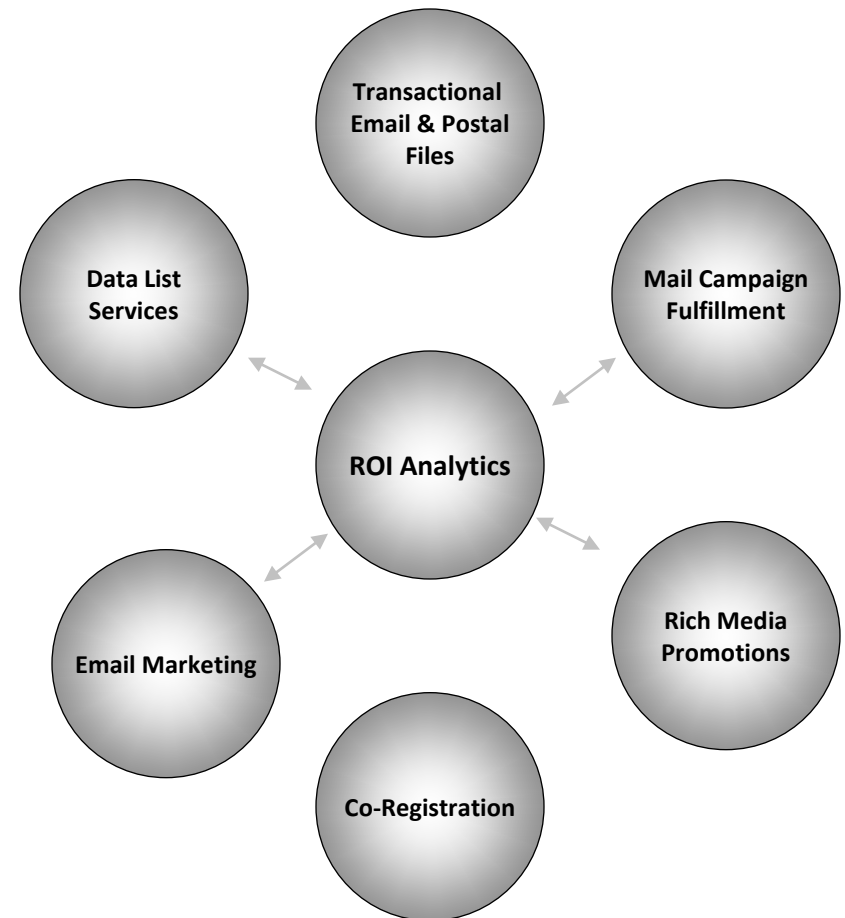 Transactional
Email & Postal
Files
Data List
Services
Mail Campaign
Fulfillment
ROI Analytics
Rich Media
Promotions
Email Marketing
Co-Registration